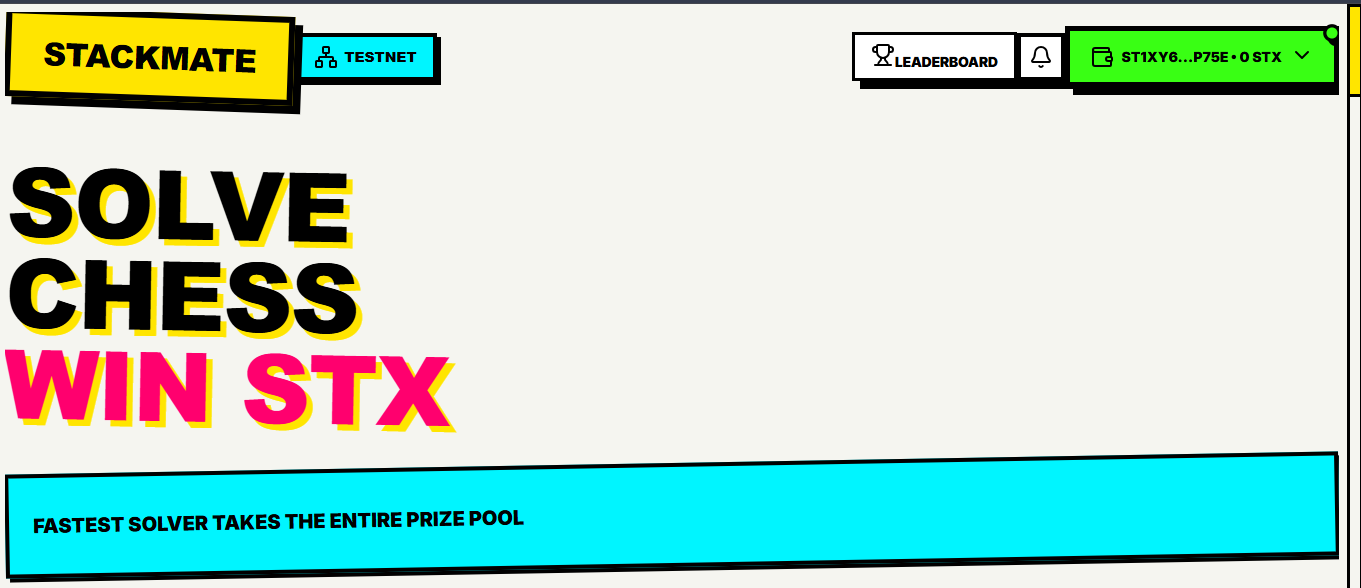 STACKMATE
TESTNET
LEADERBOARD
ST1XY6...P75E • 0 STX
SOLVE
CHESS
WIN STX
FASTEST SOLVER TAKES THE ENTIRE PRIZE POOL